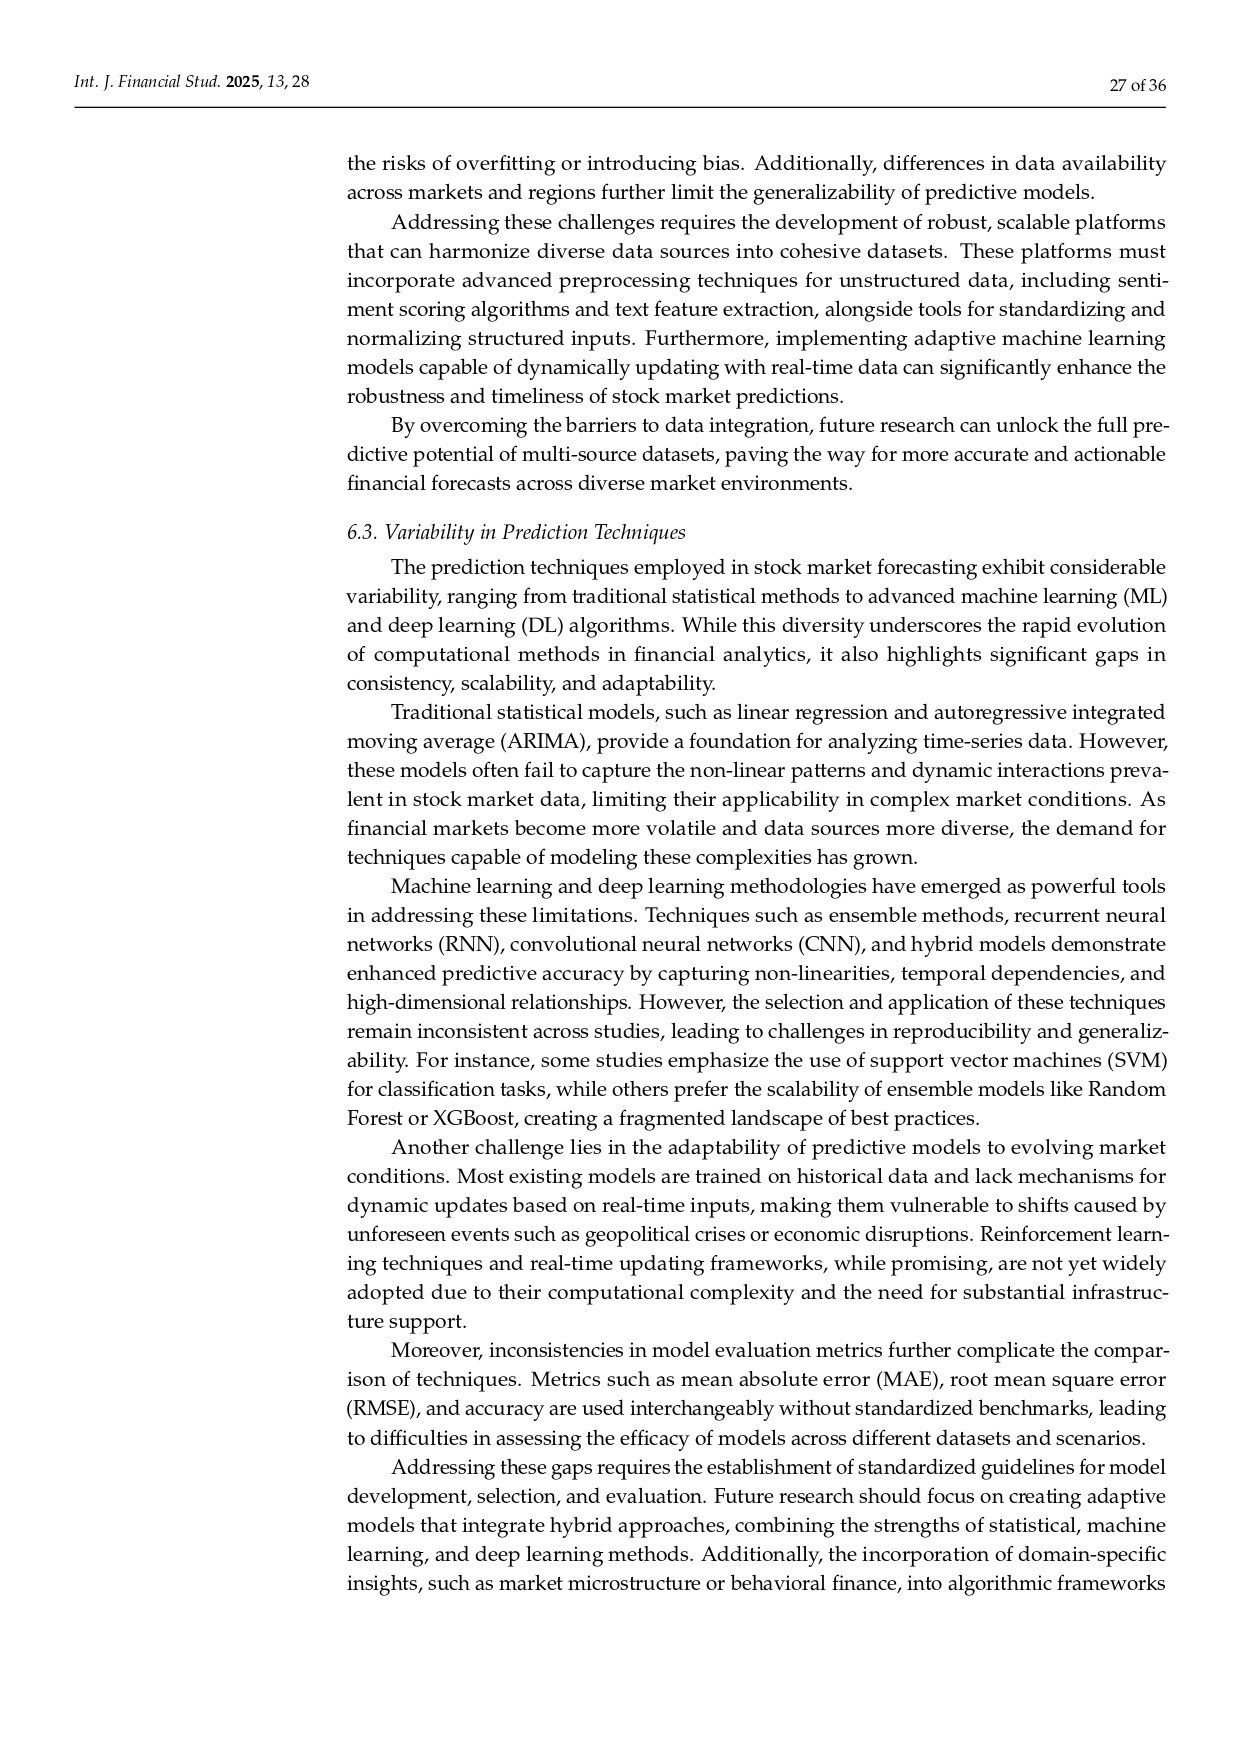 Int. J. Financial Stud. 2025, 13, 28
27 of 36
the risks of overfitting or introducing bias. Additionally, differences in data availability
across markets and regions further limit the generalizability of predictive models.
Addressing these challenges requires the development of robust, scalable platforms
that can harmonize diverse data sources into cohesive datasets. These platforms must
incorporate advanced preprocessing techniques for unstructured data, including senti-
ment scoring algorithms and text feature extraction, alongside tools for standardizing and
normalizing structured inputs. Furthermore, implementing adaptive machine learning
models capable of dynamically updating with real-time data can significantly enhance the
robustness and timeliness of stock market predictions.
By overcoming the barriers to data integration, future research can unlock the full pre-
dictive potential of multi-source datasets, paving the way for more accurate and actionable
financial forecasts across diverse market environments.
6.3. Variability in Prediction Techniques
The prediction techniques employed in stock market forecasting exhibit considerable
variability, ranging from traditional statistical methods to advanced machine learning (ML)
and deep learning (DL) algorithms. While this diversity underscores the rapid evolution
of computational methods in financial analytics, it also highlights significant gaps in
consistency, scalability, and adaptability.
Traditional statistical models, such as linear regression and autoregressive integrated
moving average (ARIMA), provide a foundation for analyzing time-series data. However,
these models often fail to capture the non-linear patterns and dynamic interactions preva-
lent in stock market data, limiting their applicability in complex market conditions. As
financial markets become more volatile and data sources more diverse, the demand for
techniques capable of modeling these complexities has grown.
Machine learning and deep learning methodologies have emerged as powerful tools
in addressing these limitations. Techniques such as ensemble methods, recurrent neural
networks (RNN), convolutional neural networks (CNN), and hybrid models demonstrate
enhanced predictive accuracy by capturing non-linearities, temporal dependencies, and
high-dimensional relationships. However, the selection and application of these techniques
remain inconsistent across studies, leading to challenges in reproducibility and generaliz-
ability. For instance, some studies emphasize the use of support vector machines (SVM)
for classification tasks, while others prefer the scalability of ensemble models like Random
Forest or XGBoost, creating a fragmented landscape of best practices.
Another challenge lies in the adaptability of predictive models to evolving market
conditions. Most existing models are trained on historical data and lack mechanisms for
dynamic updates based on real-time inputs, making them vulnerable to shifts caused by
unforeseen events such as geopolitical crises or economic disruptions. Reinforcement learn-
ing techniques and real-time updating frameworks, while promising, are not yet widely
adopted due to their computational complexity and the need for substantial infrastruc-
ture support.
Moreover, inconsistencies in model evaluation metrics further complicate the compar-
ison of techniques. Metrics such as mean absolute error (MAE), root mean square error
(RMSE), and accuracy are used interchangeably without standardized benchmarks, leading
to difficulties in assessing the efficacy of models across different datasets and scenarios.
Addressing these gaps requires the establishment of standardized guidelines for model
development, selection, and evaluation. Future research should focus on creating adaptive
models that integrate hybrid approaches, combining the strengths of statistical, machine
learning, and deep learning methods. Additionally, the incorporation of domain-specific
insights, such as market microstructure or behavioral finance, into algorithmic frameworks